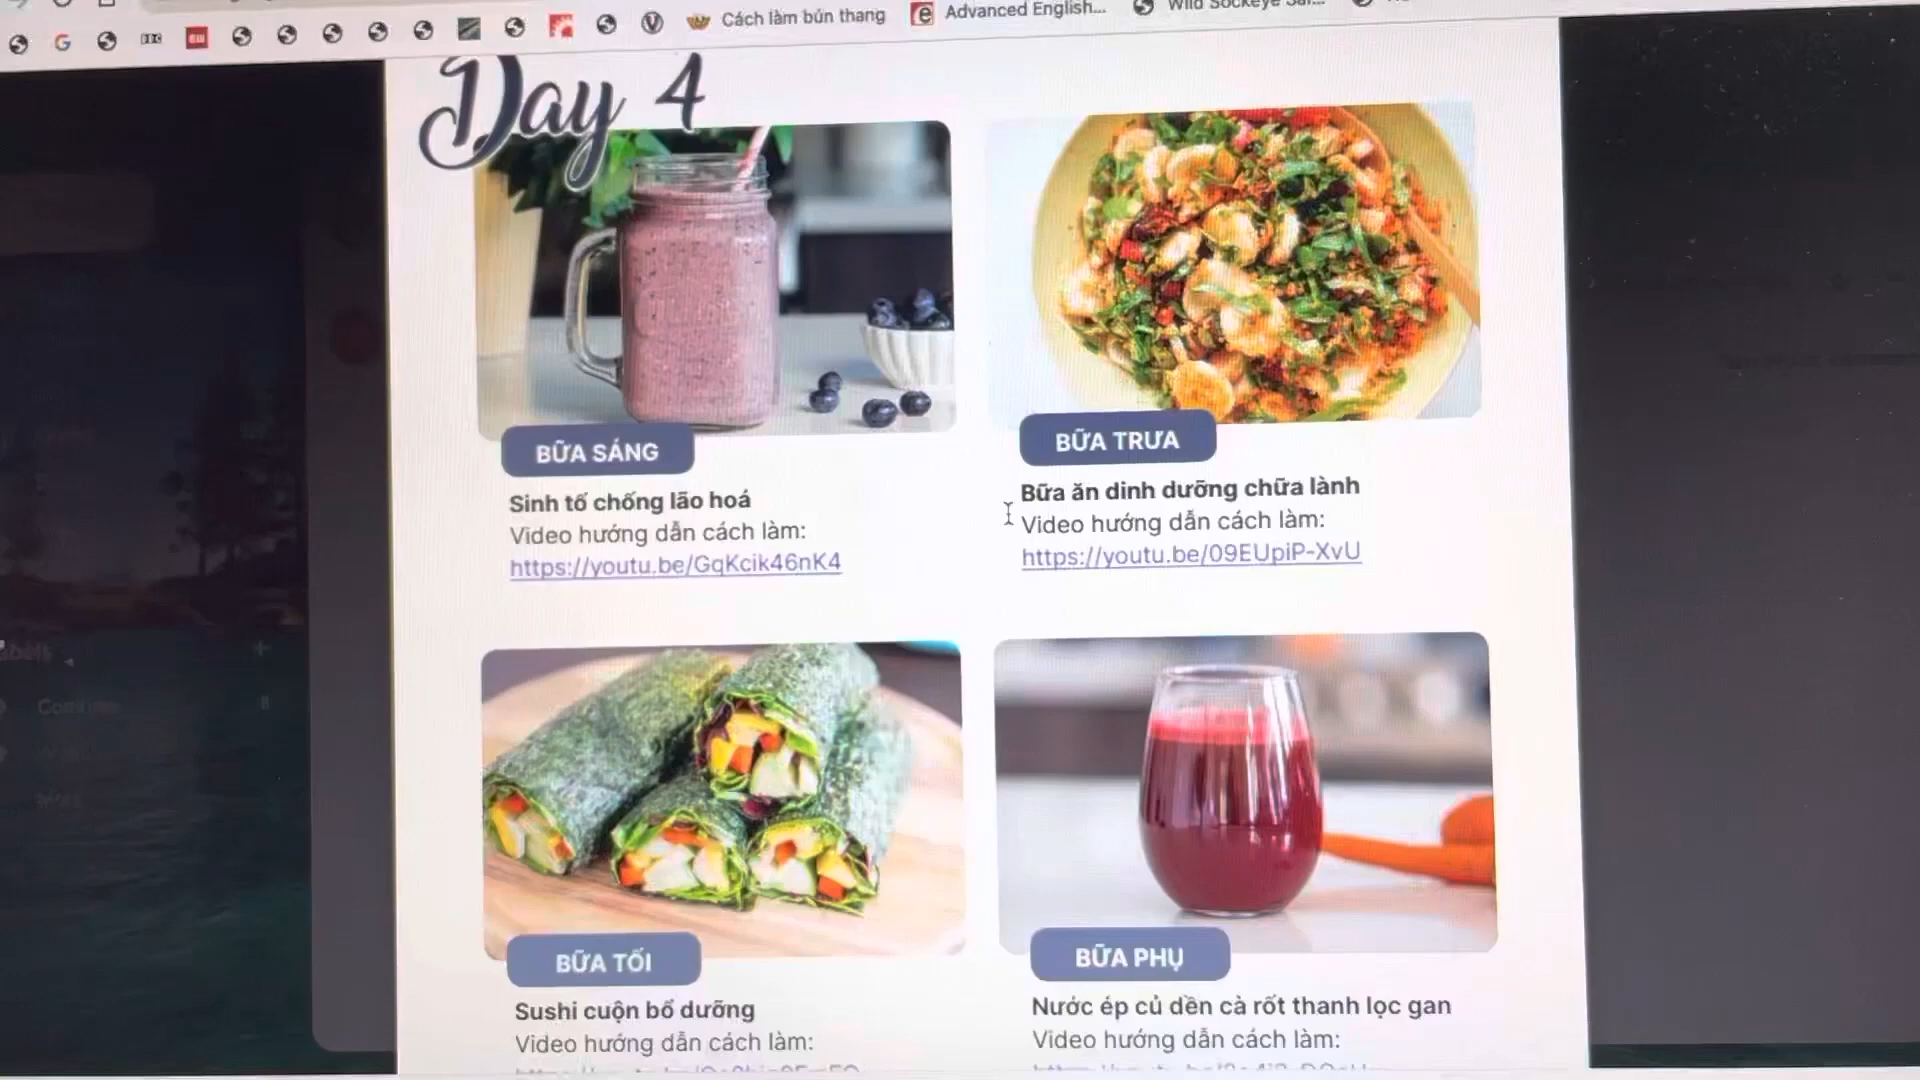 Cách làm bún thang
Advanced English...
Day 4
BỮA SÁNG
Sinh tố chống lão hoá
Video hướng dẫn cách làm:
https://youtu.be/GqKcik46nK4
BỮA TRƯA
Bữa ăn dinh dưỡng chữa lành
Video hướng dẫn cách làm:
https://youtu.be/09EUpiP-XvU
BỮA TỐI
Sushi cuộn bổ dưỡng
Video hướng dẫn cách làm:
BỮA PHỤ
Nước ép củ dền cà rốt thanh lọc gan
Video hướng dẫn cách làm: